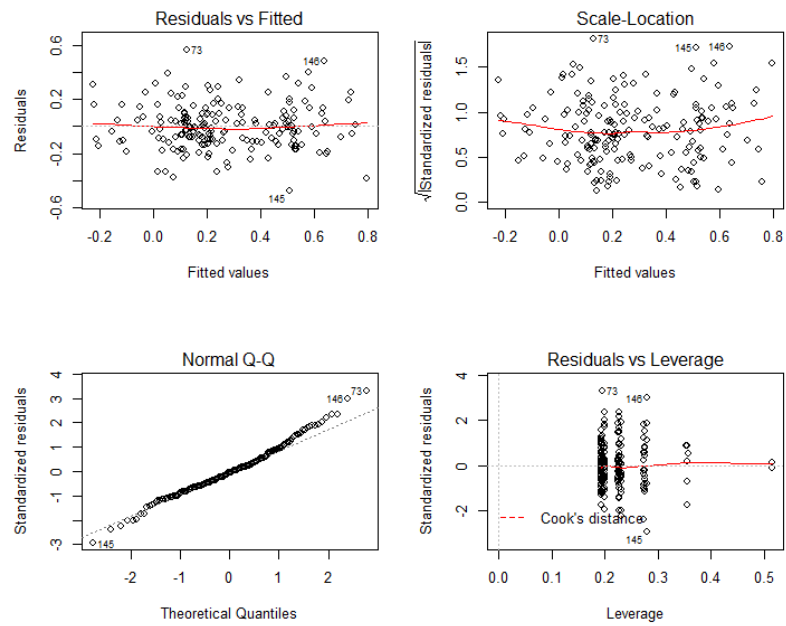 Residuals vs Fitted
Residuals
0.6
0.2
-0.2
-0.6
73
146
145
-0.2 0.0 0.2 0.4 0.6 0.8
Fitted values
Scale-Location
√|Standardized residuals|
1.5
1.0
0.5
0.0
73
145
146
-0.2 0.0 0.2 0.4 0.6 0.8
Fitted values
Normal Q-Q
Standardized residuals
4
3
2
1
0
-1
-3
146
73
145
-2 -1 0 1 2
Theoretical Quantiles
Residuals vs Leverage
Standardized residuals
4
2
0
-2
73
146
Cook's distance
145
0.0 0.1 0.2 0.3 0.4 0.5
Leverage